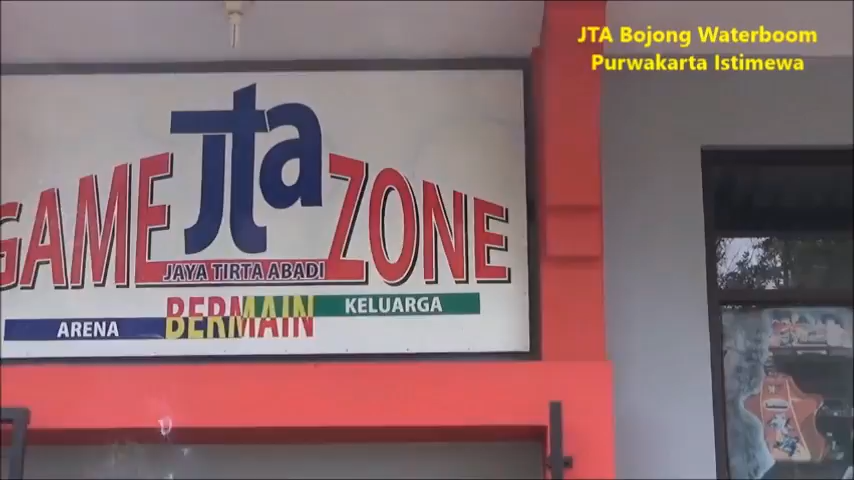 JTA Bojong Waterboom
Purwakarta Istimewa
GAME jta ZONE
JAYA TIRTA ABADI
ARENA BERMAIN KELUARGA